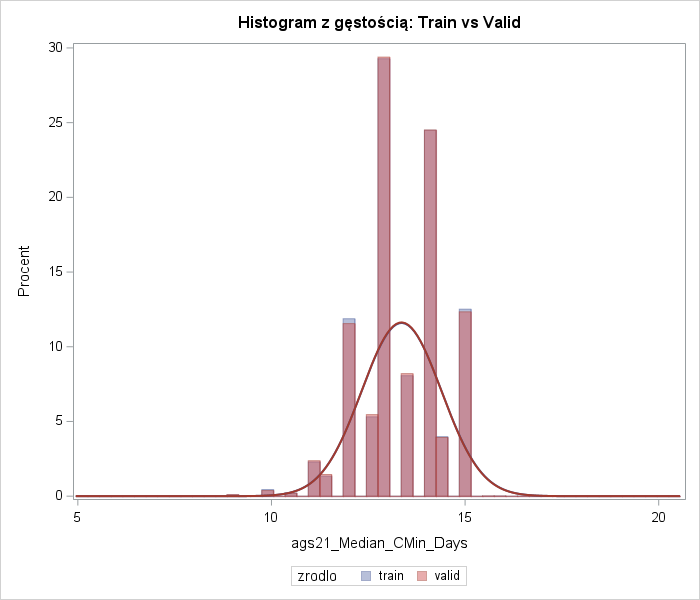 Histogram z gęstością: Train vs Valid
30
25
20
15
10
5
0
Procent
5 10 15 20
ags21_Median_CMin_Days
zrodlo train valid